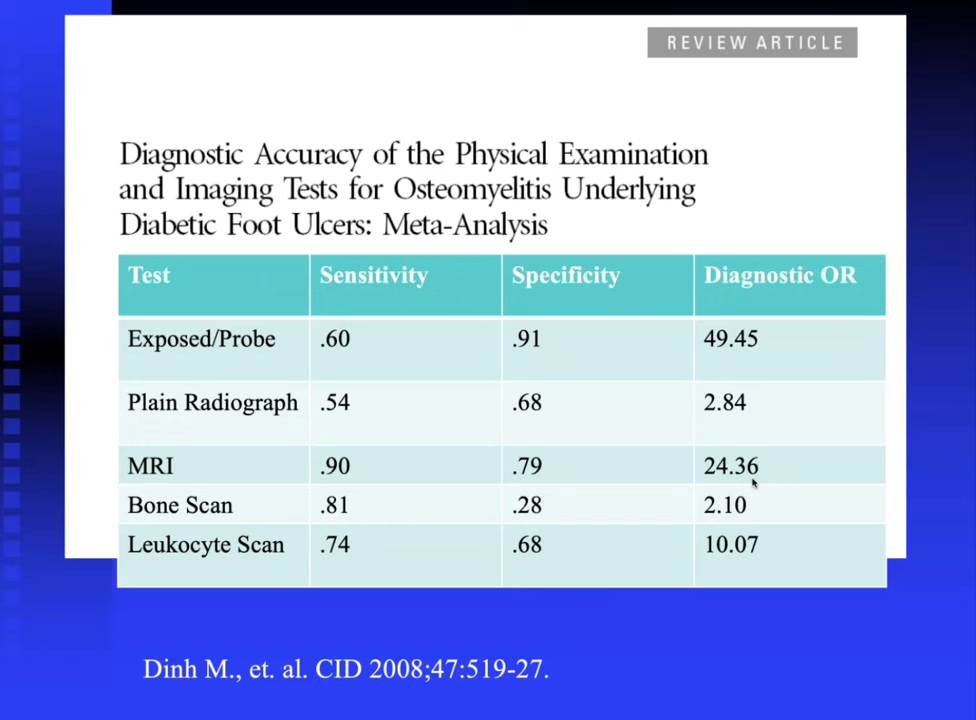 REVIEW ARTICLE
Diagnostic Accuracy of the Physical Examination
and Imaging Tests for Osteomyelitis Underlying
Diabetic Foot Ulcers: Meta-Analysis
Test Sensitivity Specificity Diagnostic OR
Exposed/Probe .60 .91 49.45
Plain Radiograph .54 .68 2.84
MRI .90 .79 24.36
Bone Scan .81 .28 2.10
Leukocyte Scan .74 .68 10.07
Dinh M., et. al. CID 2008;47:519-27.